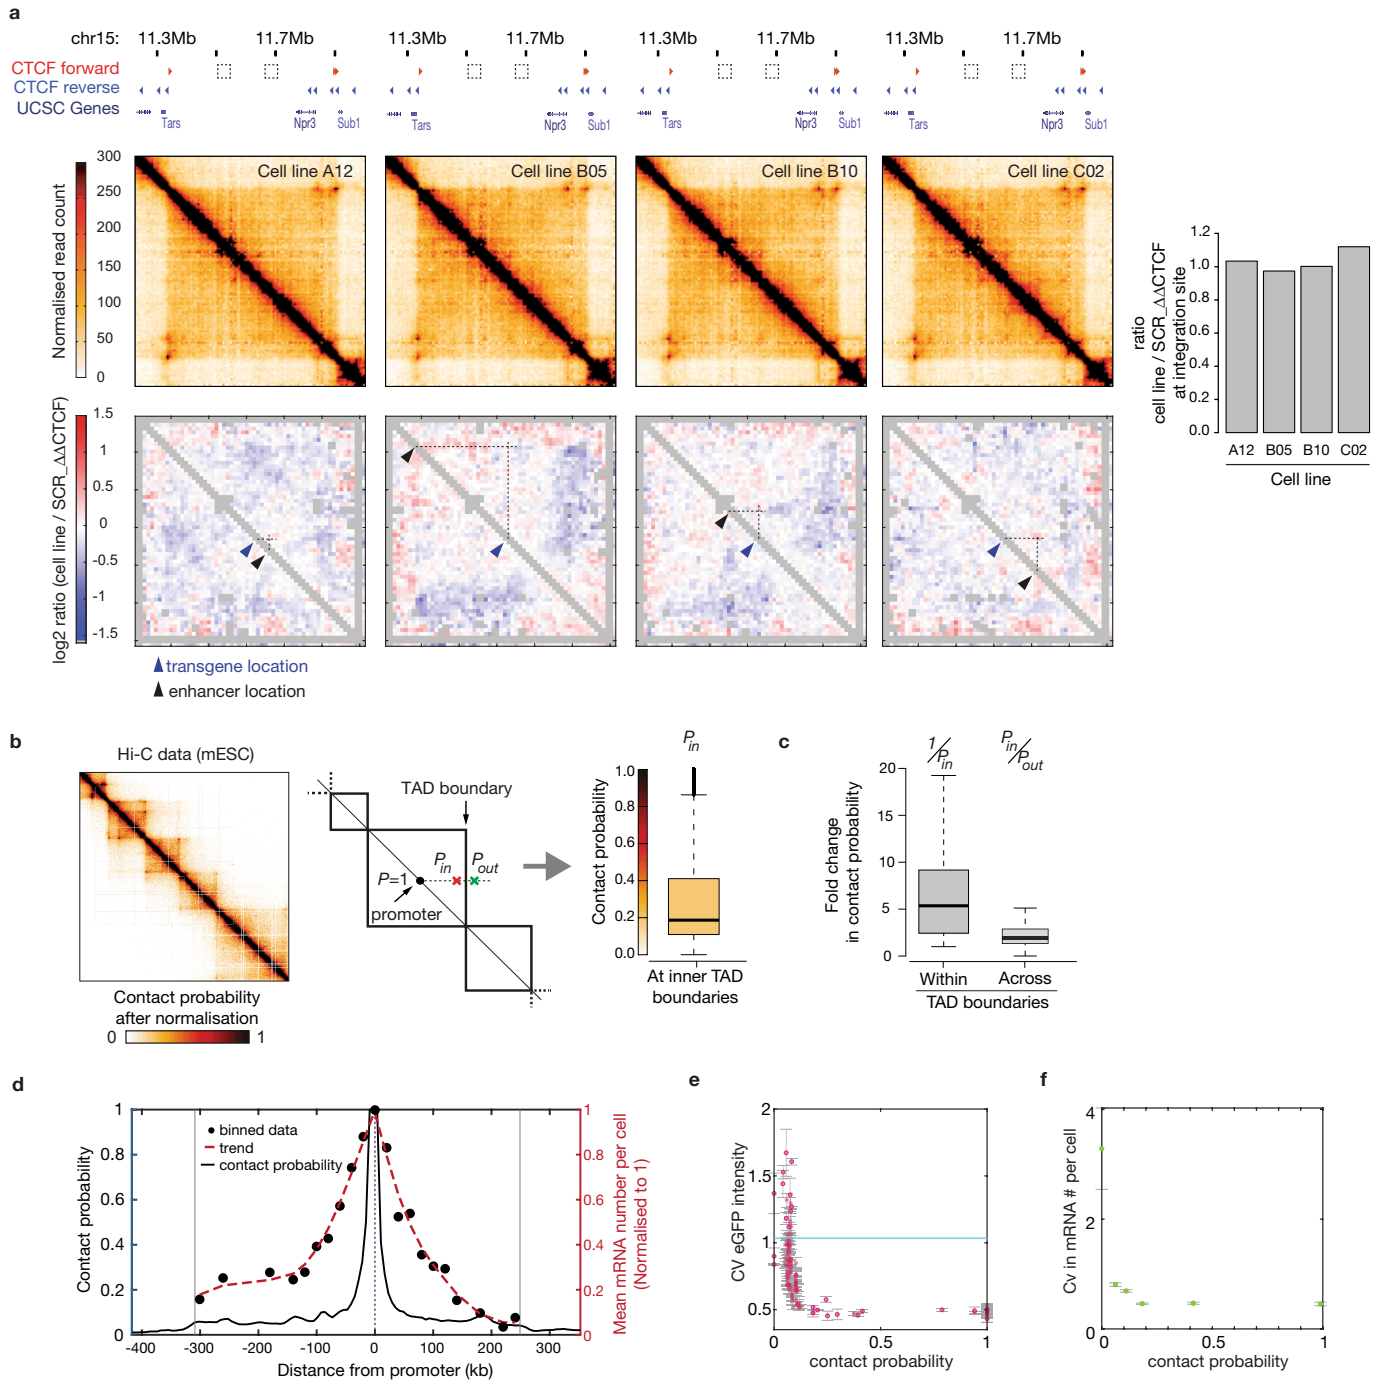 a
chr15: 11.3Mb 11.7Mb 11.3Mb 11.7Mb 11.3Mb 11.7Mb 11.3Mb 11.7Mb
CTCF forward
CTCF reverse
UCSC Genes
Tars Npr3 Sub1 Tars Npr3 Sub1 Tars Npr3 Sub1 Tars Npr3 Sub1
Normalised read count
300
250
200
150
100
50
0
Cell line A12
Cell line B05
Cell line B10
Cell line C02
ratio
cell line / SCR_ΔΔCTCF
at integration site
1.2
1.0
0.8
0.6
0.4
0.2
0.0
A12 B05 B10 C02
Cell line
log2 ratio (cell line / SCR_ΔΔCTCF)
1.5
1
0.5
0
-0.5
-1
-1.5
transgene location
enhancer location
b
Hi-C data (mESC)
Contact probability
after normalisation
0 1
TAD boundary
P=1
Pin Pout
promoter
Pin
Contact probability
1.0
0.8
0.6
0.4
0.2
0.0
At inner TAD
boundaries
c
1/Pin Pin/Pout
Fold change
in contact probability
20
15
10
5
0
Within Across
TAD boundaries
d
Contact probability
1
0.8
0.6
0.4
0.2
0
binned data
trend
contact probability
1
0.8
0.6
0.4
0.2
0
Mean mRNA number per cell
(Normalised to 1)
-400 -300 -200 -100 0 100 200 300
Distance from promoter (kb)
e
CV eGFP intensity
2
1.5
1
0.5
0 0.5 1
contact probability
f
Cv in mRNA # per cell
4
2
0
0 0.5 1
contact probability